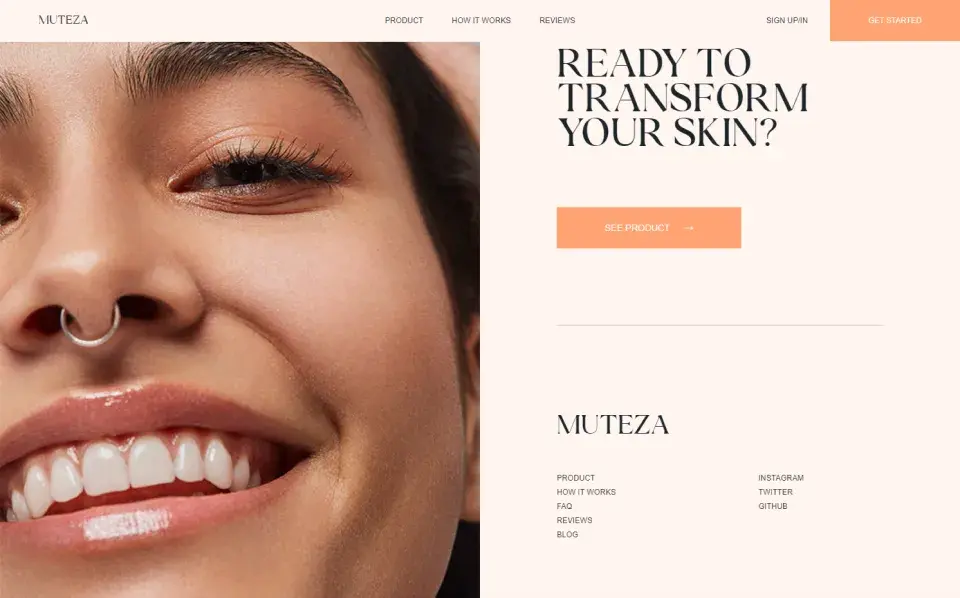 MUTEZA
PRODUCT
HOW IT WORKS
REVIEWS
SIGN UP/IN
GET STARTED
READY TO
TRANSFORM
YOUR SKIN?
SEE PRODUCT →
MUTEZA
PRODUCT
HOW IT WORKS
FAQ
REVIEWS
BLOG
INSTAGRAM
TWITTER
GITHUB